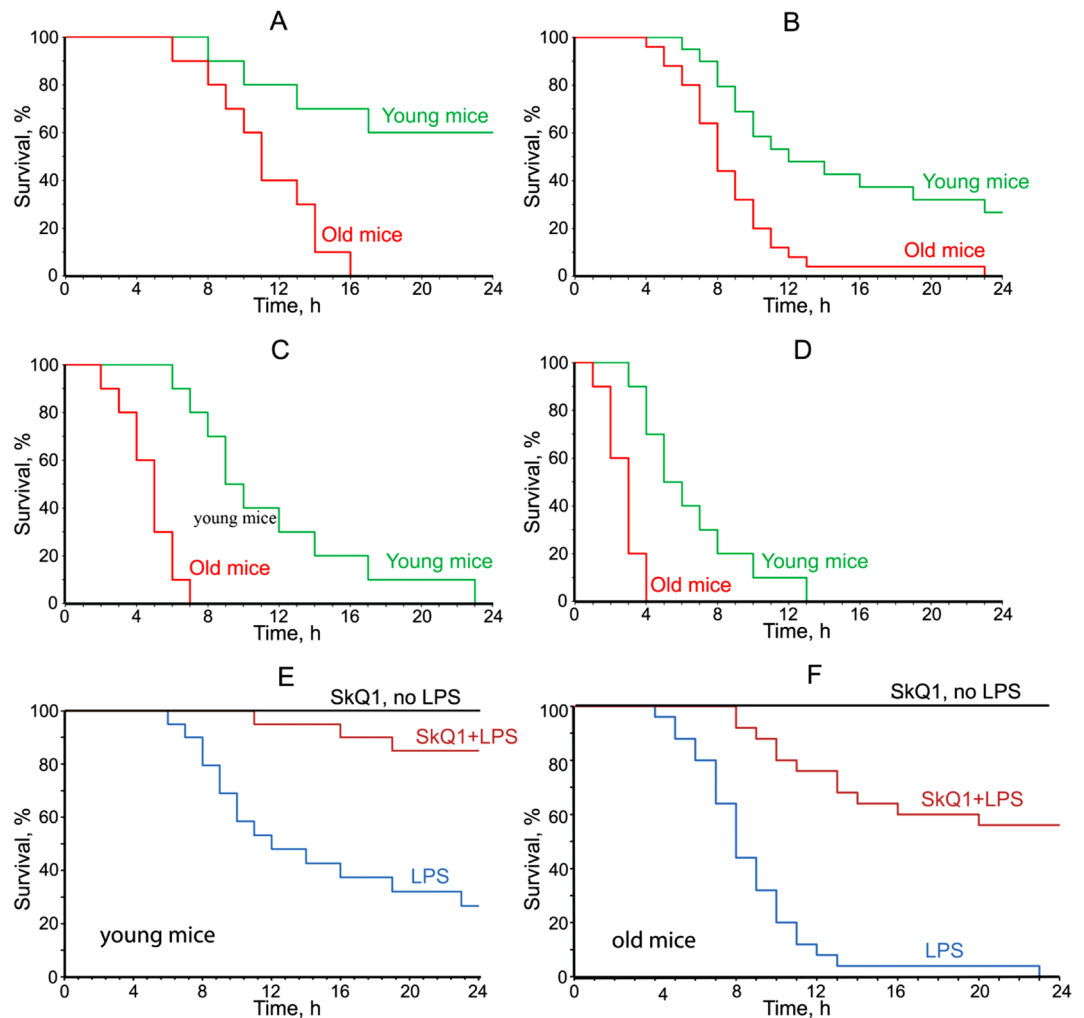 A
100
80
60
40
20
0
Survival, %
Young mice
Old mice
0 4 8 12 16 20 24
Time, h
B
100
80
60
40
20
0
Survival, %
Young mice
Old mice
0 4 8 12 16 20 24
Time, h
C
100
80
60
40
20
0
Survival, %
young mice
Old mice
Young mice
0 4 8 12 16 20 24
Time, h
D
100
80
60
40
20
0
Survival, %
Old mice
Young mice
0 4 8 12 16 20 24
Time, h
E
SkQ1, no LPS
100
80
60
40
20
0
Survival, %
SkQ1+LPS
LPS
young mice
0 4 8 12 16 20 24
Time, h
F
SkQ1, no LPS
100
80
60
40
20
0
Survival, %
SkQ1+LPS
LPS
old mice
0 4 8 12 16 20 24
Time, h